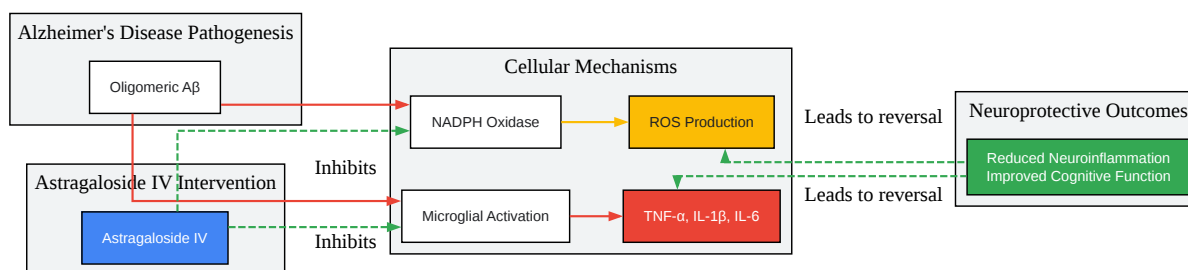 Alzheimer's Disease Pathogenesis
Oligomeric Aβ
Astragaloside IV Intervention
Astragaloside IV
Inhibits
Inhibits
Cellular Mechanisms
NADPH Oxidase
ROS Production
Microglial Activation
TNF-α, IL-1β, IL-6
Leads to reversal
Leads to reversal
Neuroprotective Outcomes
Reduced Neuroinflammation
Improved Cognitive Function